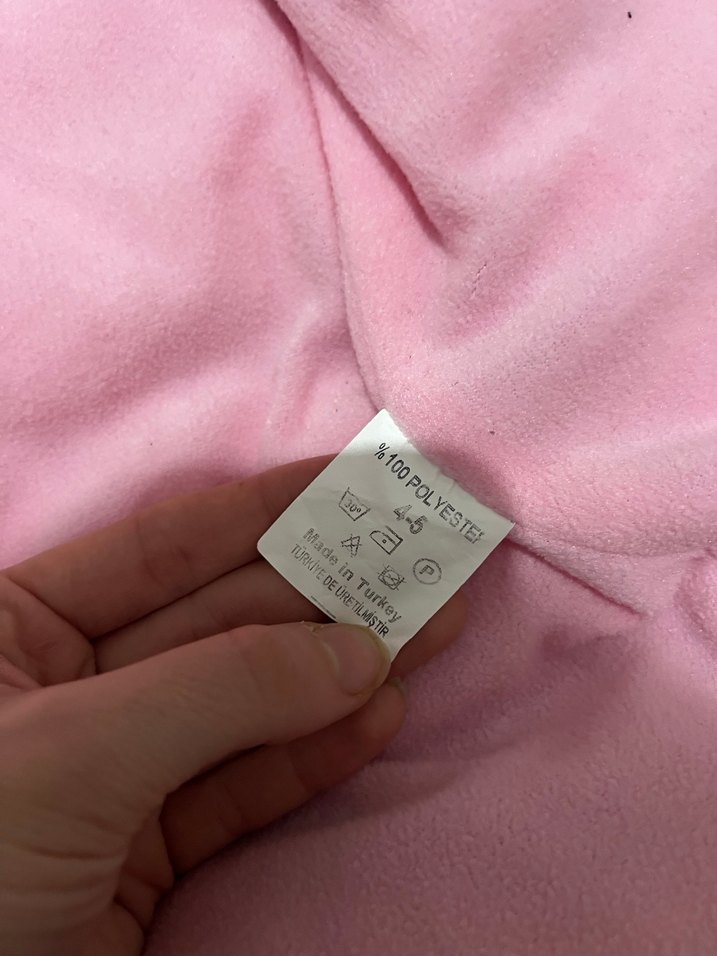 %100 POLYESTER
4-5
30°
P
Made in Turkey
TÜRKİYE DE ÜRETİLMİŞTİR